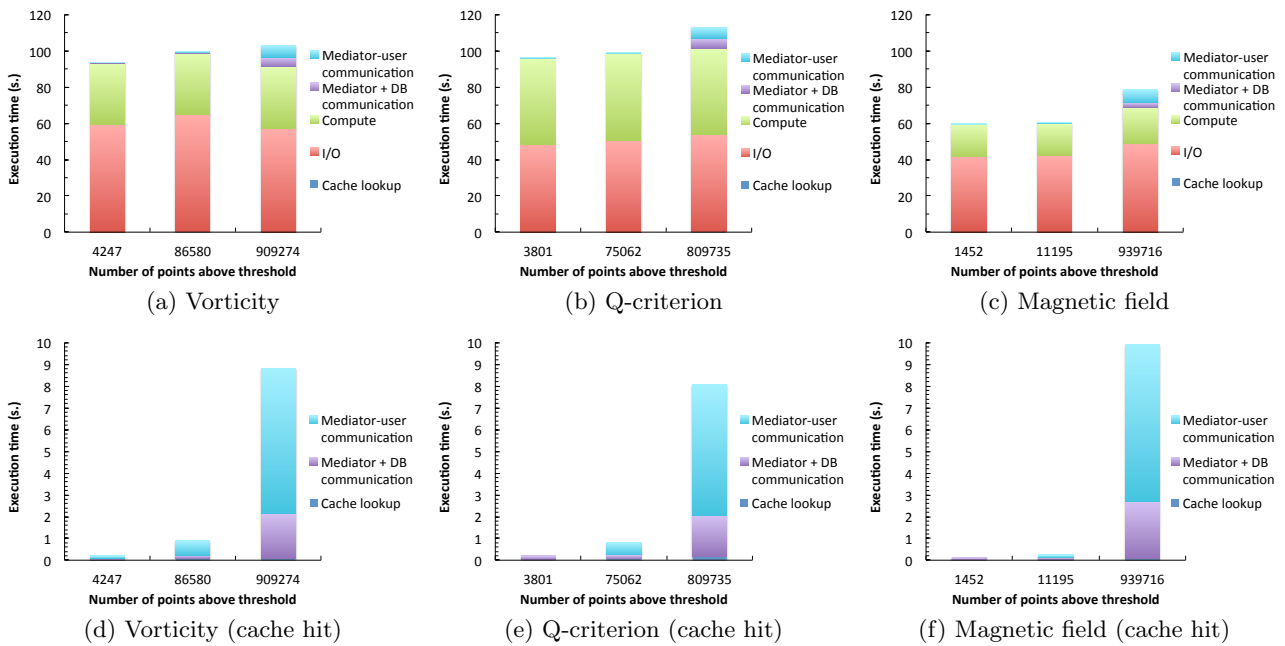 120
100
80
60
40
20
0
Execution time (s.)
4247 86580 909274
Number of points above threshold
Mediator-user
communication
Mediator + DB
communication
Compute
I/O
Cache lookup
(a) Vorticity
120
100
80
60
40
20
0
Execution time (s.)
3801 75062 809735
Number of points above threshold
Mediator-user
communication
Mediator + DB
communication
Compute
I/O
Cache lookup
(b) Q-criterion
120
100
80
60
40
20
0
Execution time (s.)
1452 11195 939716
Number of points above threshold
Mediator-user
communication
Mediator + DB
communication
Compute
I/O
Cache lookup
(c) Magnetic field
10
9
8
7
6
5
4
3
2
1
0
Execution time (s.)
4247 86580 909274
Number of points above threshold
Mediator-user
communication
Mediator + DB
communication
Cache lookup
(d) Vorticity (cache hit)
10
9
8
7
6
5
4
3
2
1
0
Execution time (s.)
3801 75062 809735
Number of points above threshold
Mediator-user
communication
Mediator + DB
communication
Cache lookup
(e) Q-criterion (cache hit)
10
9
8
7
6
5
4
3
2
1
0
Execution time (s.)
1452 11195 939716
Number of points above threshold
Mediator-user
communication
Mediator + DB
communication
Cache lookup
(f) Magnetic field (cache hit)